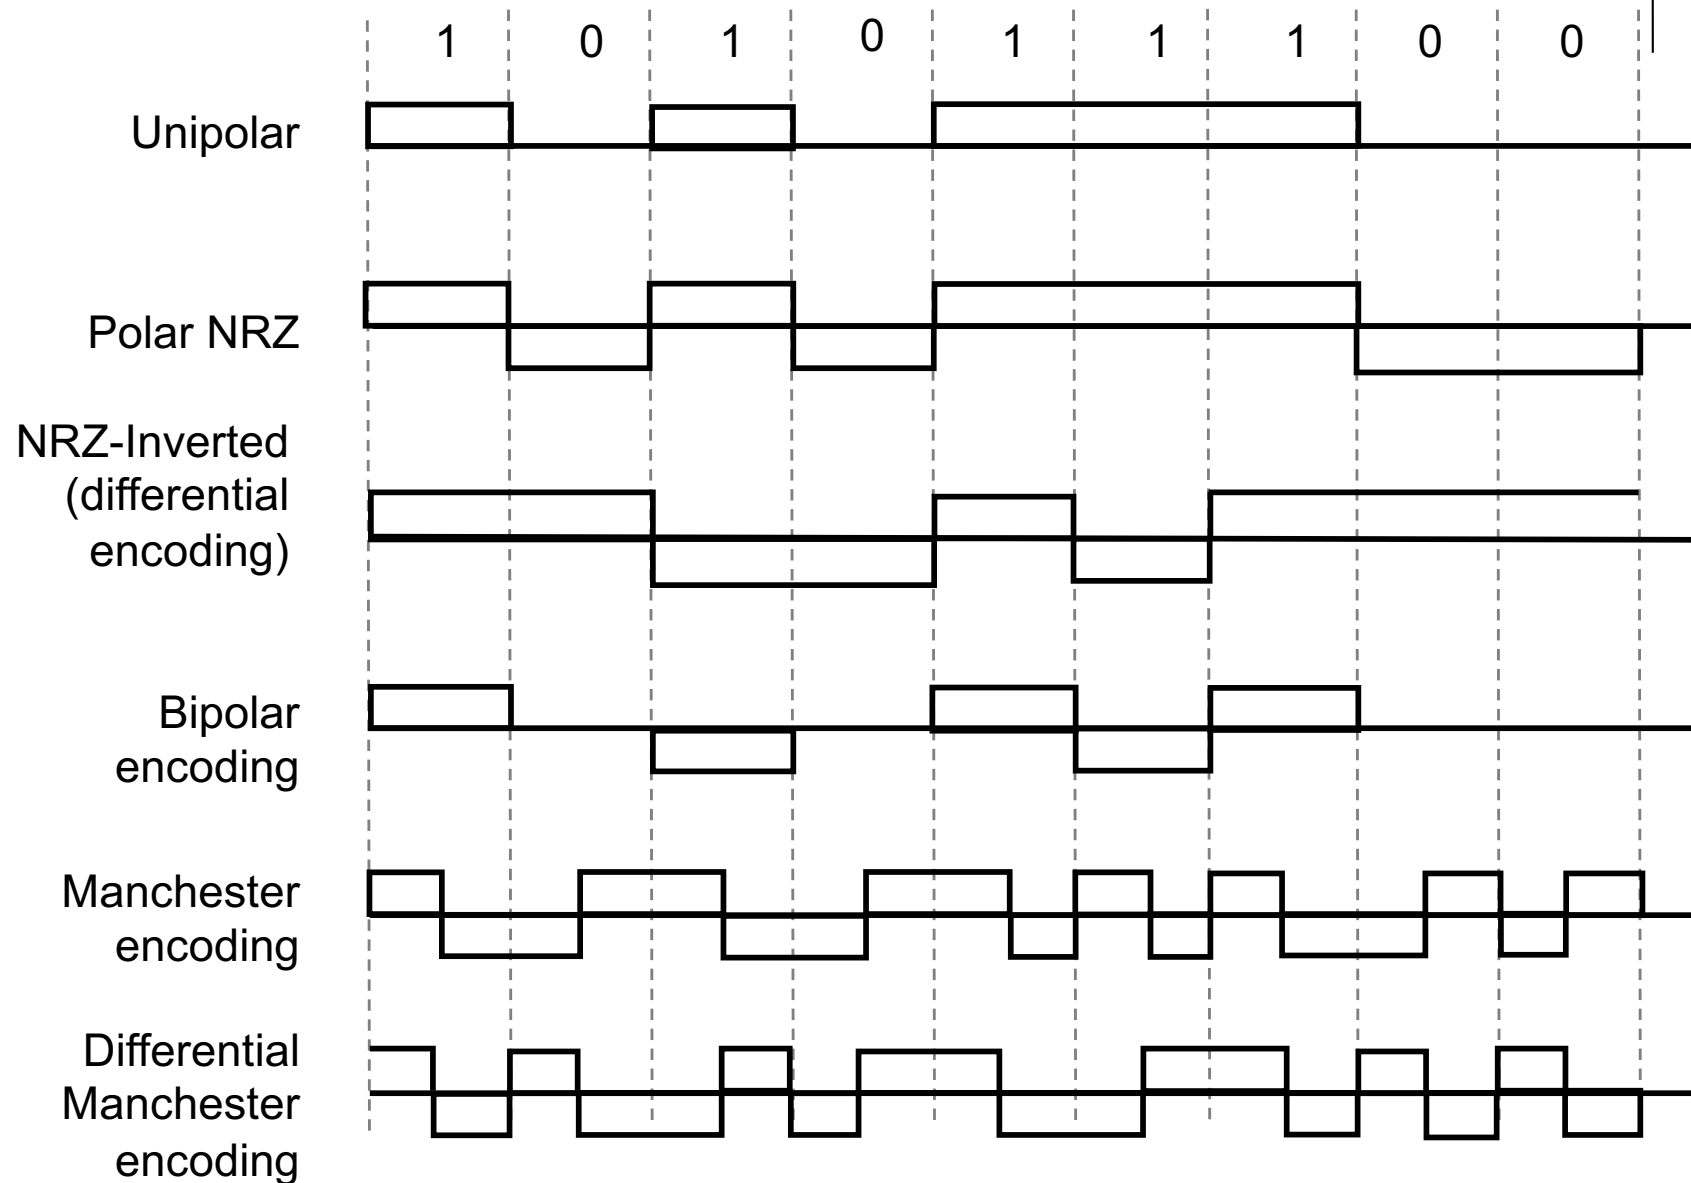 1 0 1 0 1 1 1 0 0
Unipolar
Polar NRZ
NRZ-Inverted
(differential
encoding)
Bipolar
encoding
Manchester
encoding
Differential
Manchester
encoding